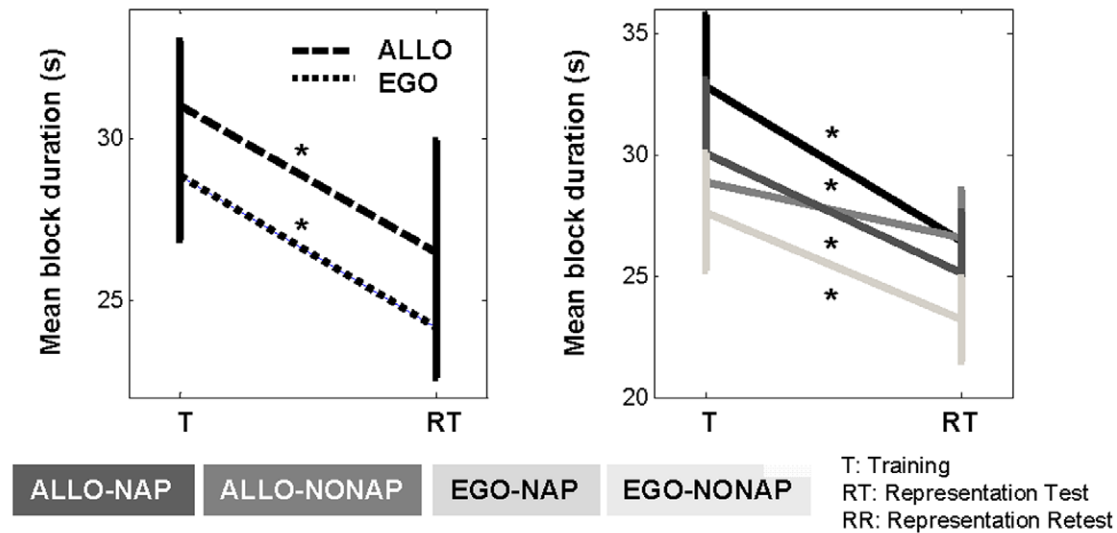 Mean block duration (s)
30
25
ALLO
EGO
*
*
T
RT
Mean block duration (s)
35
30
25
20
*
*
*
*
T
RT
ALLO-NAP
ALLO-NONAP
EGO-NAP
EGO-NONAP
T: Training
RT: Representation Test
RR: Representation Retest